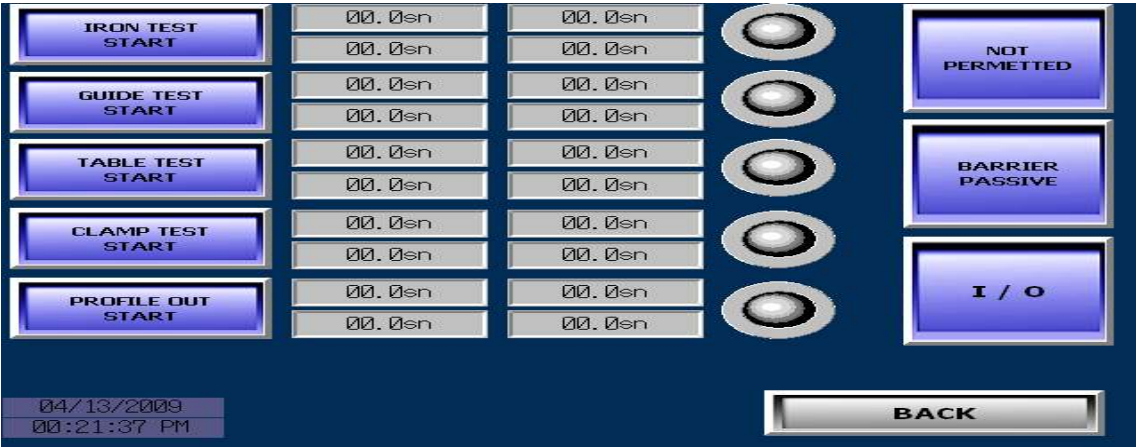 IRON TEST
START
00.0sn
00.0sn
00.0sn
00.0sn
NOT
PERMETTED
GUIDE TEST
START
00.0sn
00.0sn
00.0sn
00.0sn
TABLE TEST
START
00.0sn
00.0sn
00.0sn
00.0sn
BARRIER
PASSIVE
CLAMP TEST
START
00.0sn
00.0sn
00.0sn
00.0sn
PROFILE OUT
START
00.0sn
00.0sn
00.0sn
00.0sn
I / O
04/13/2009
00:21:37 PM
BACK